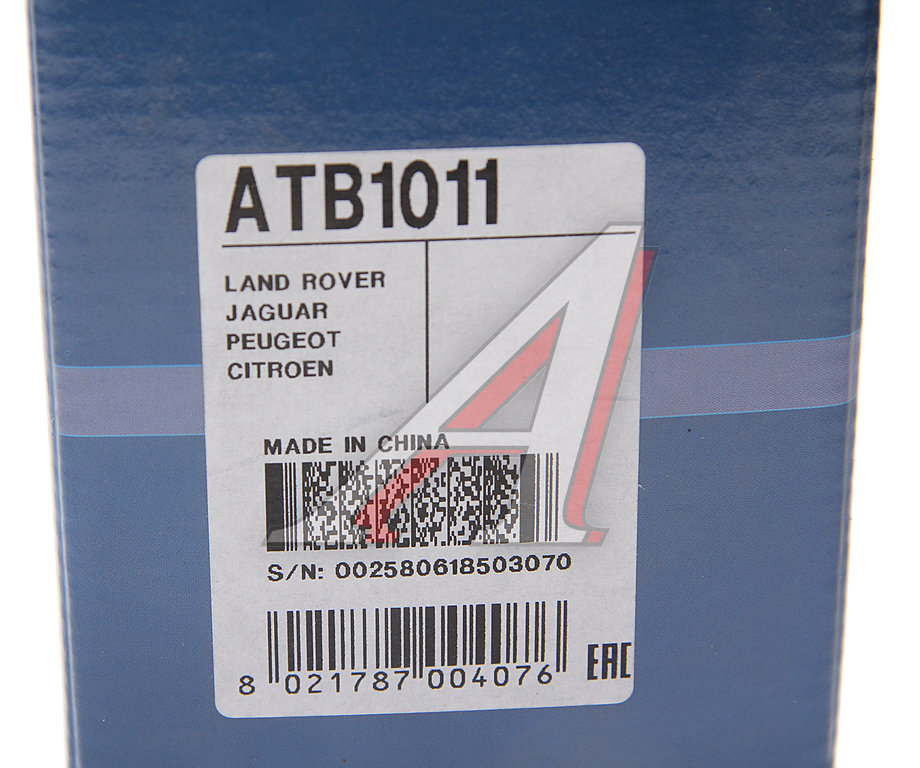 ATB1011
LAND ROVER
JAGUAR
PEUGEOT
CITROEN
MADE IN CHINA
S/N: 002580618503070
8 021787 004076
EAC